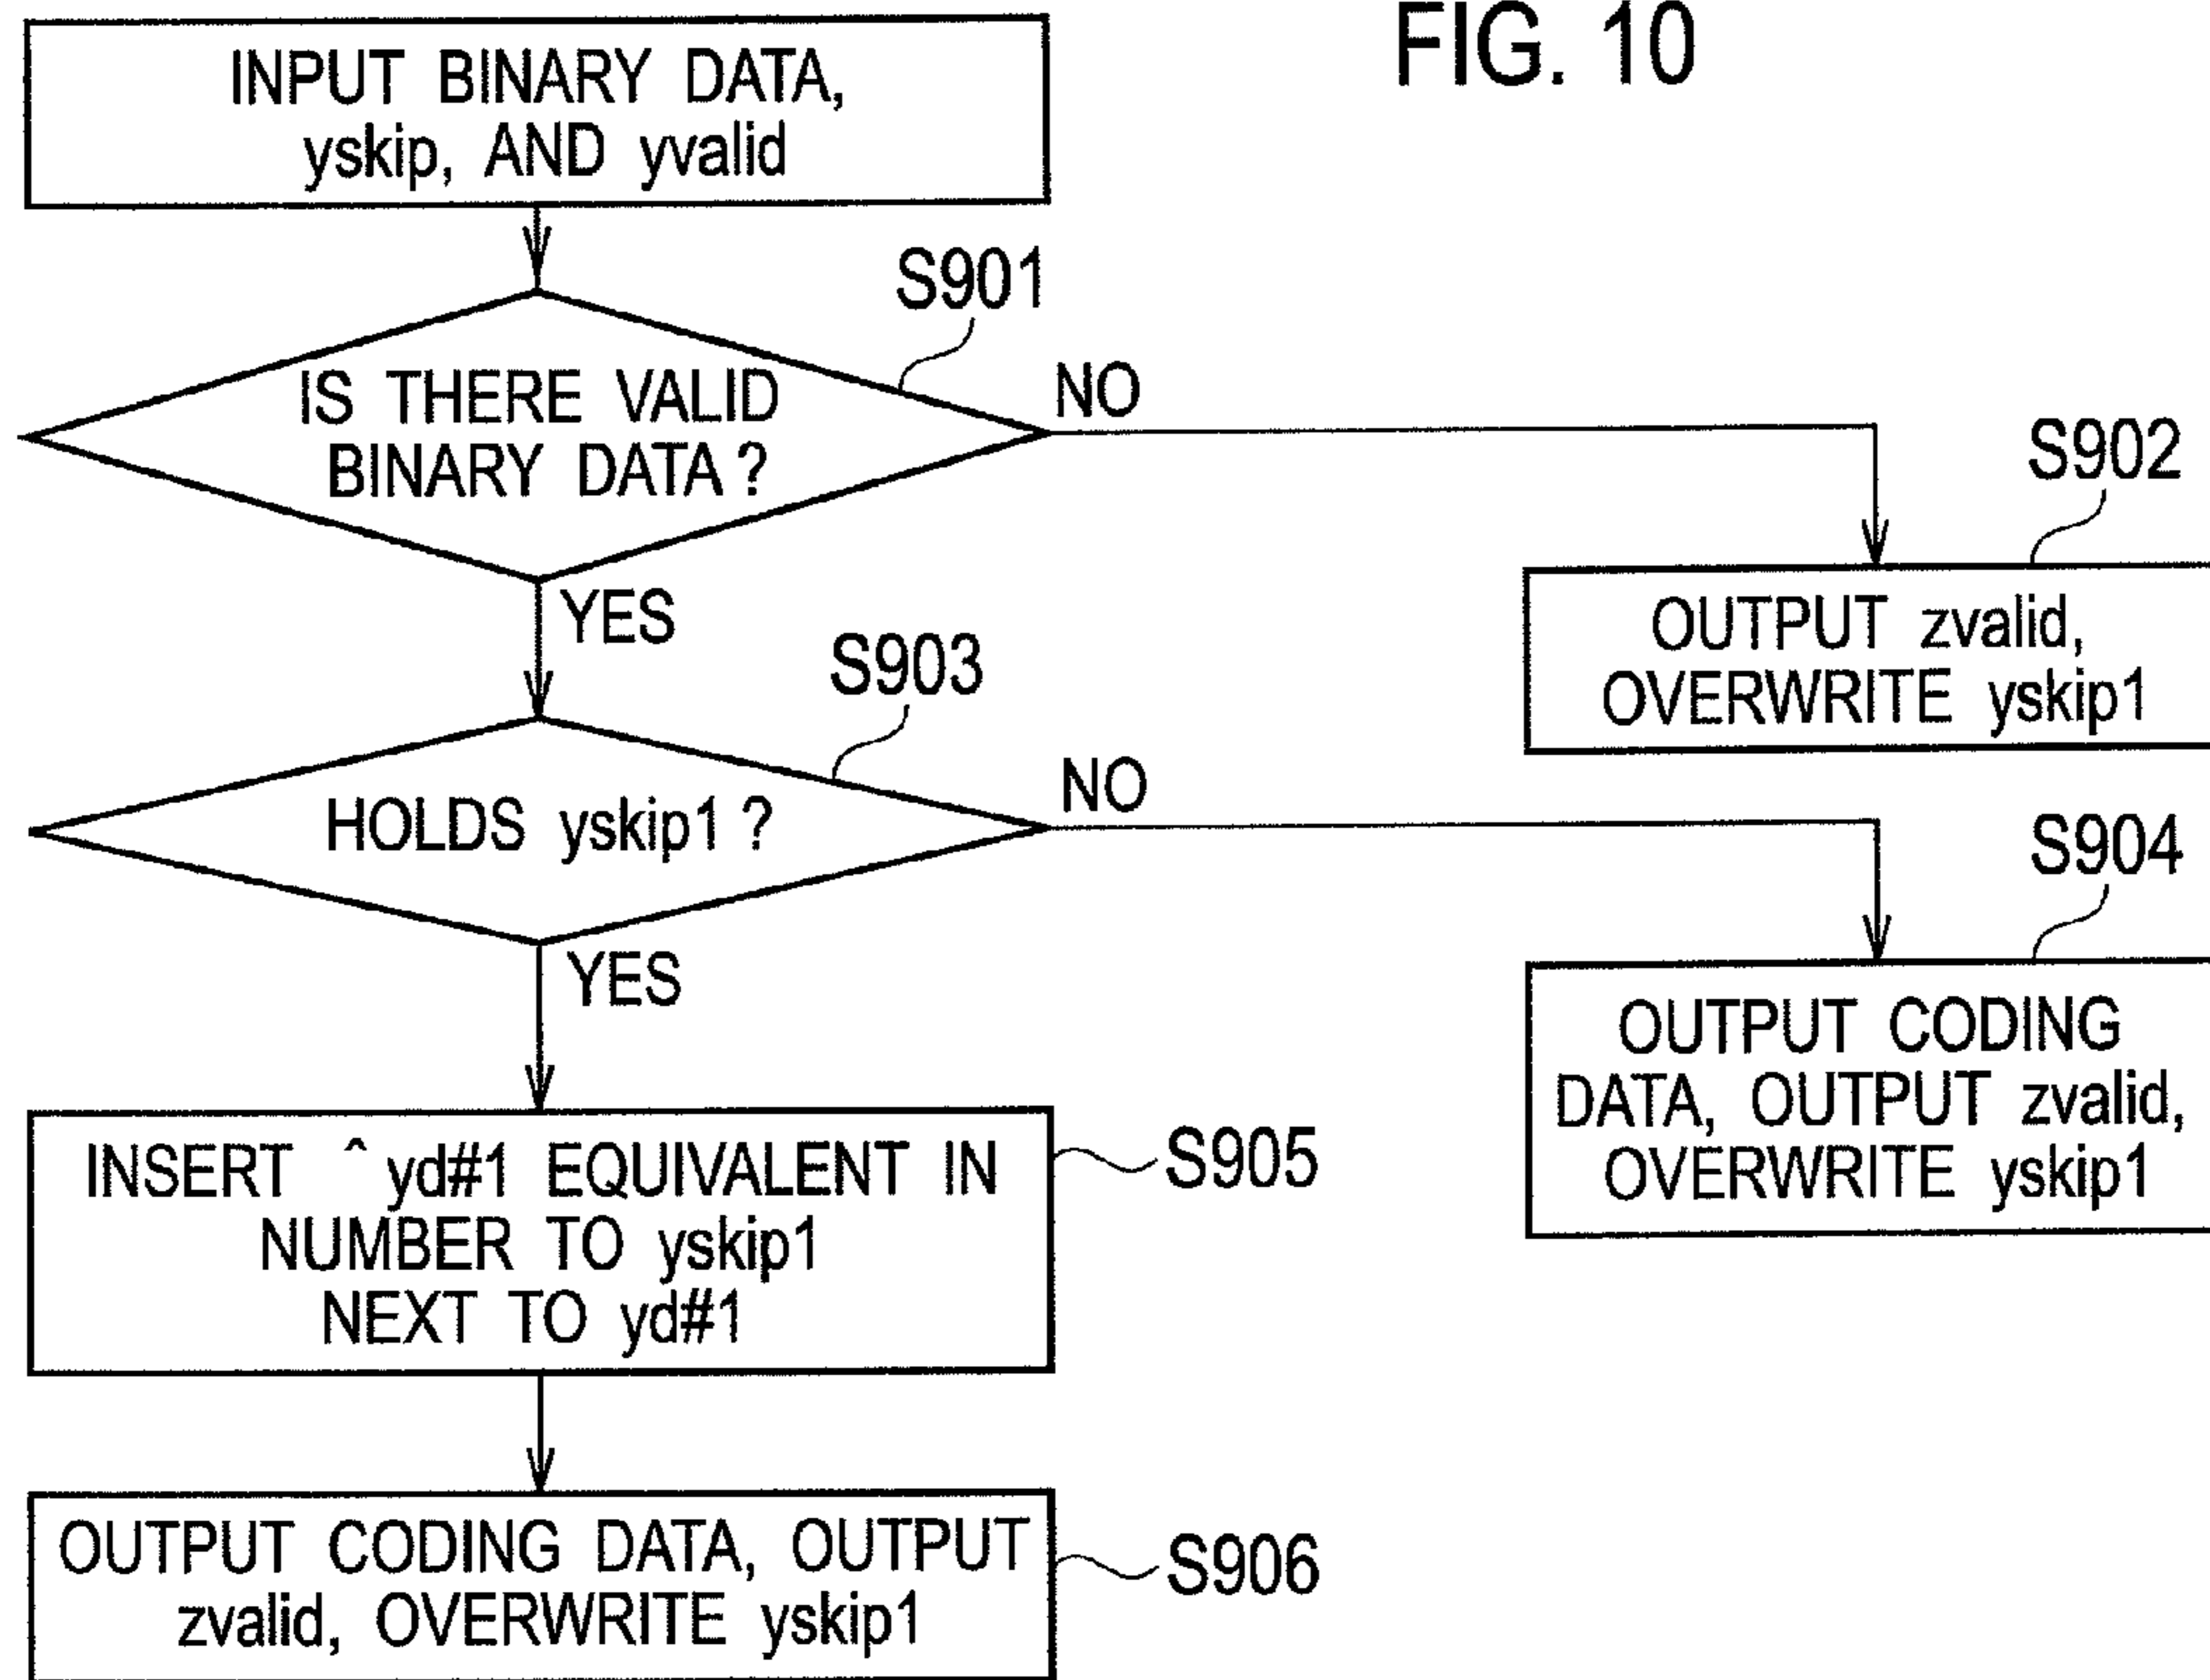 FIG. 10
INPUT BINARY DATA,
yskip, AND yvalid
S901
IS THERE VALID
BINARY DATA ?
NO
YES
S902
OUTPUT zvalid,
OVERWRITE yskip1
S903
HOLDS yskip1 ?
NO
YES
S904
OUTPUT CODING
DATA, OUTPUT zvalid,
OVERWRITE yskip1
INSERT ^yd#1 EQUIVALENT IN
NUMBER TO yskip1
NEXT TO yd#1
S905
OUTPUT CODING DATA, OUTPUT
zvalid, OVERWRITE yskip1
S906